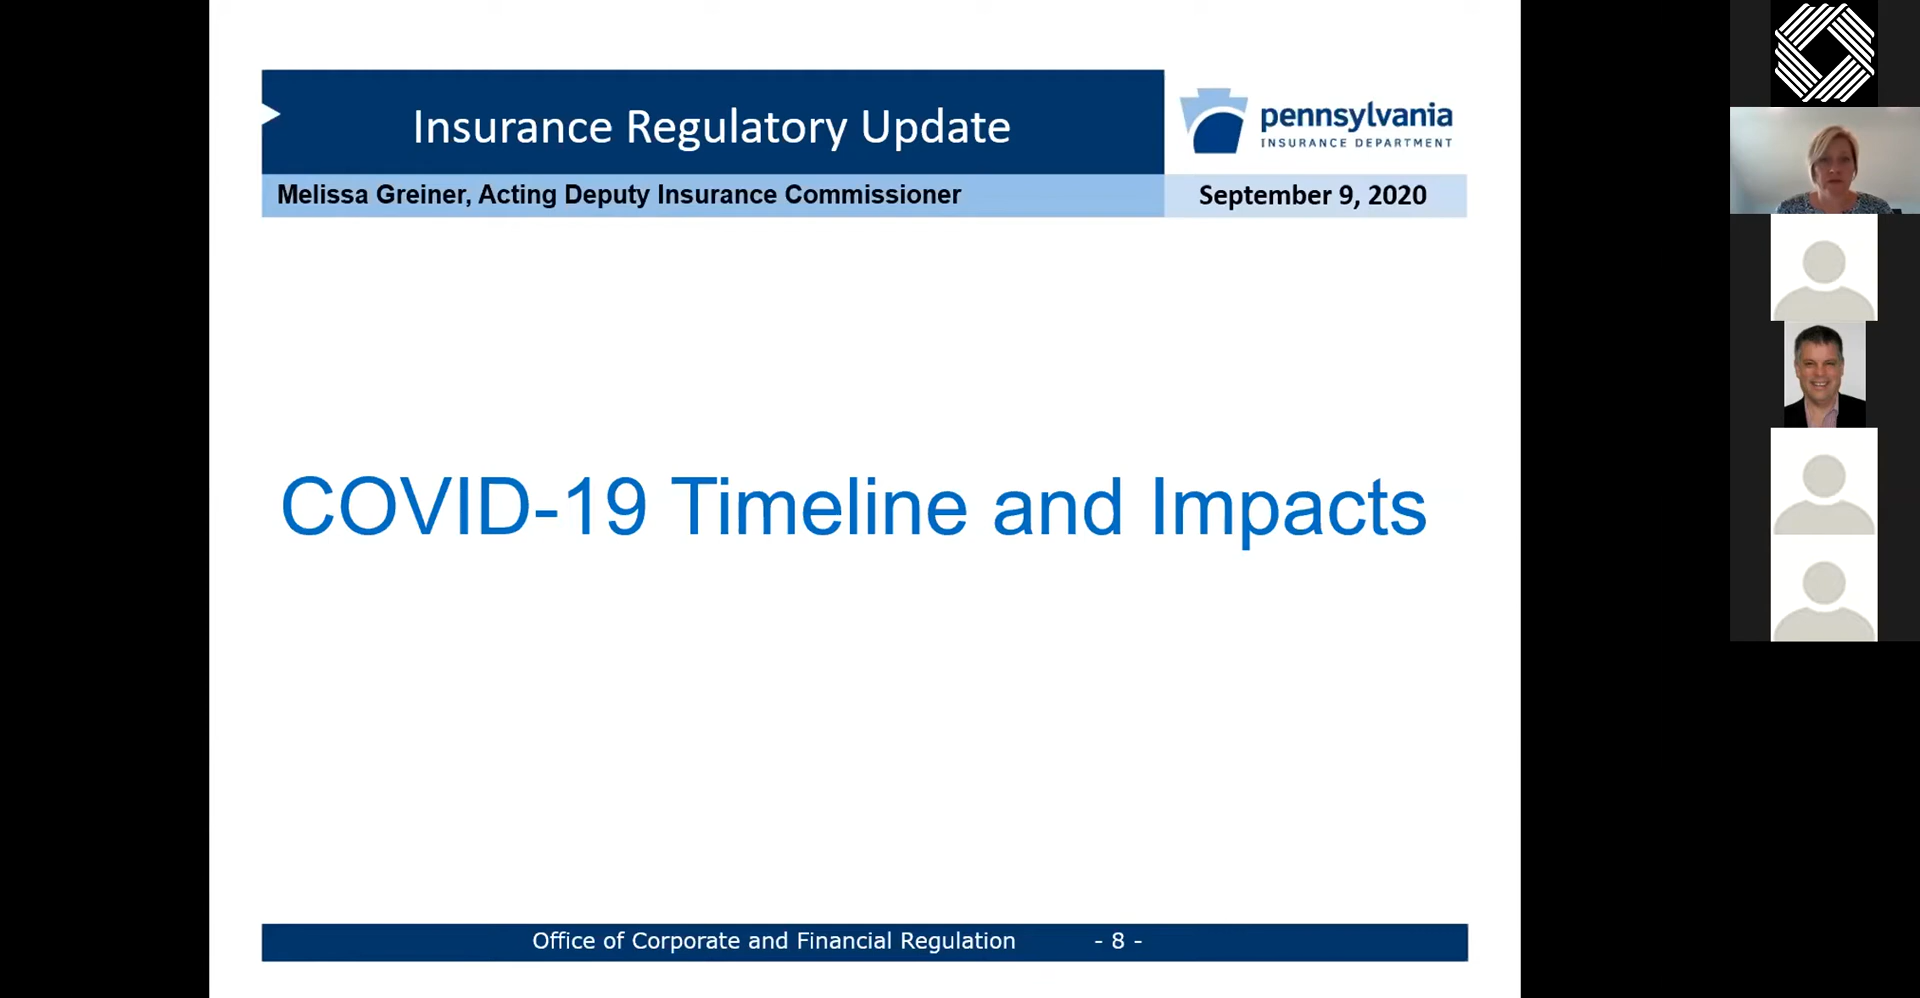 Insurance Regulatory Update
pennsylvania
INSURANCE DEPARTMENT
Melissa Greiner, Acting Deputy Insurance Commissioner
September 9, 2020
COVID-19 Timeline and Impacts
Office of Corporate and Financial Regulation - 8 -